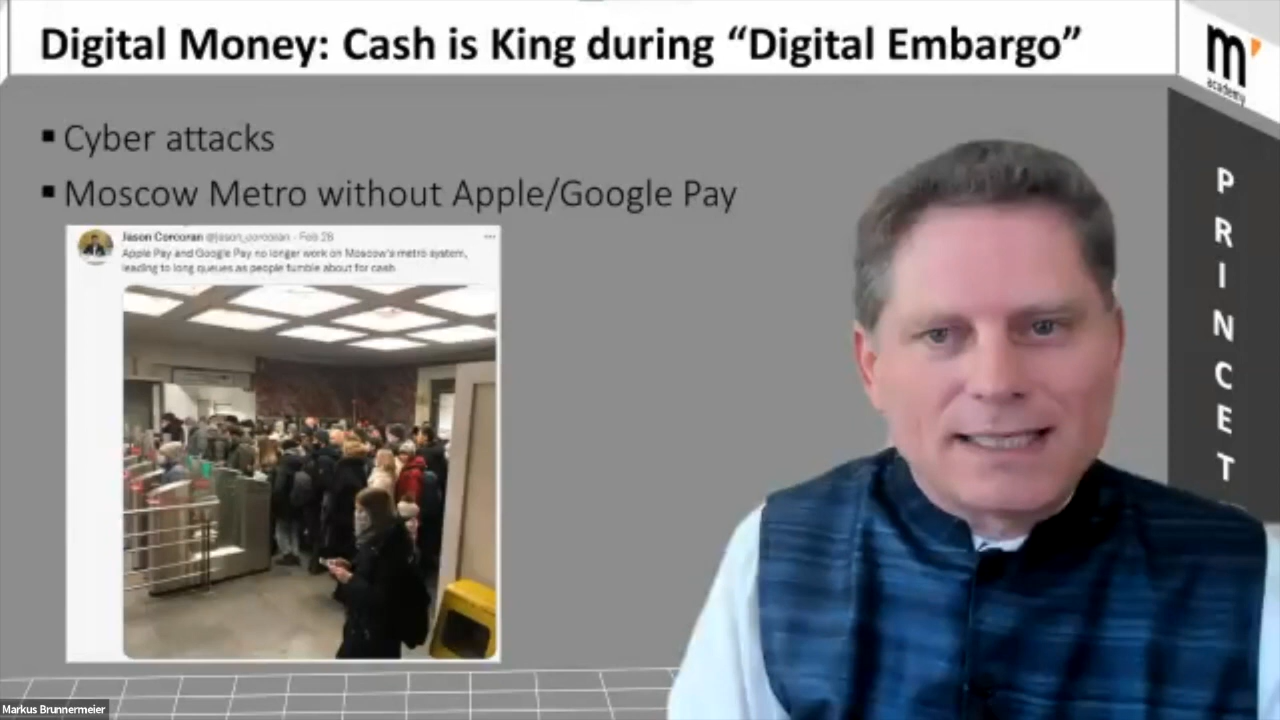 Digital Money: Cash is King during “Digital Embargo”
m'
academy
▪ Cyber attacks
▪ Moscow Metro without Apple/Google Pay
Jason Corcoran @jason_corcoran · Feb 28
Apple Pay and Google Pay no longer work on Moscow's metro system,
leading to long queues as people fumble about for cash
PRINCET
Markus Brunnermeier